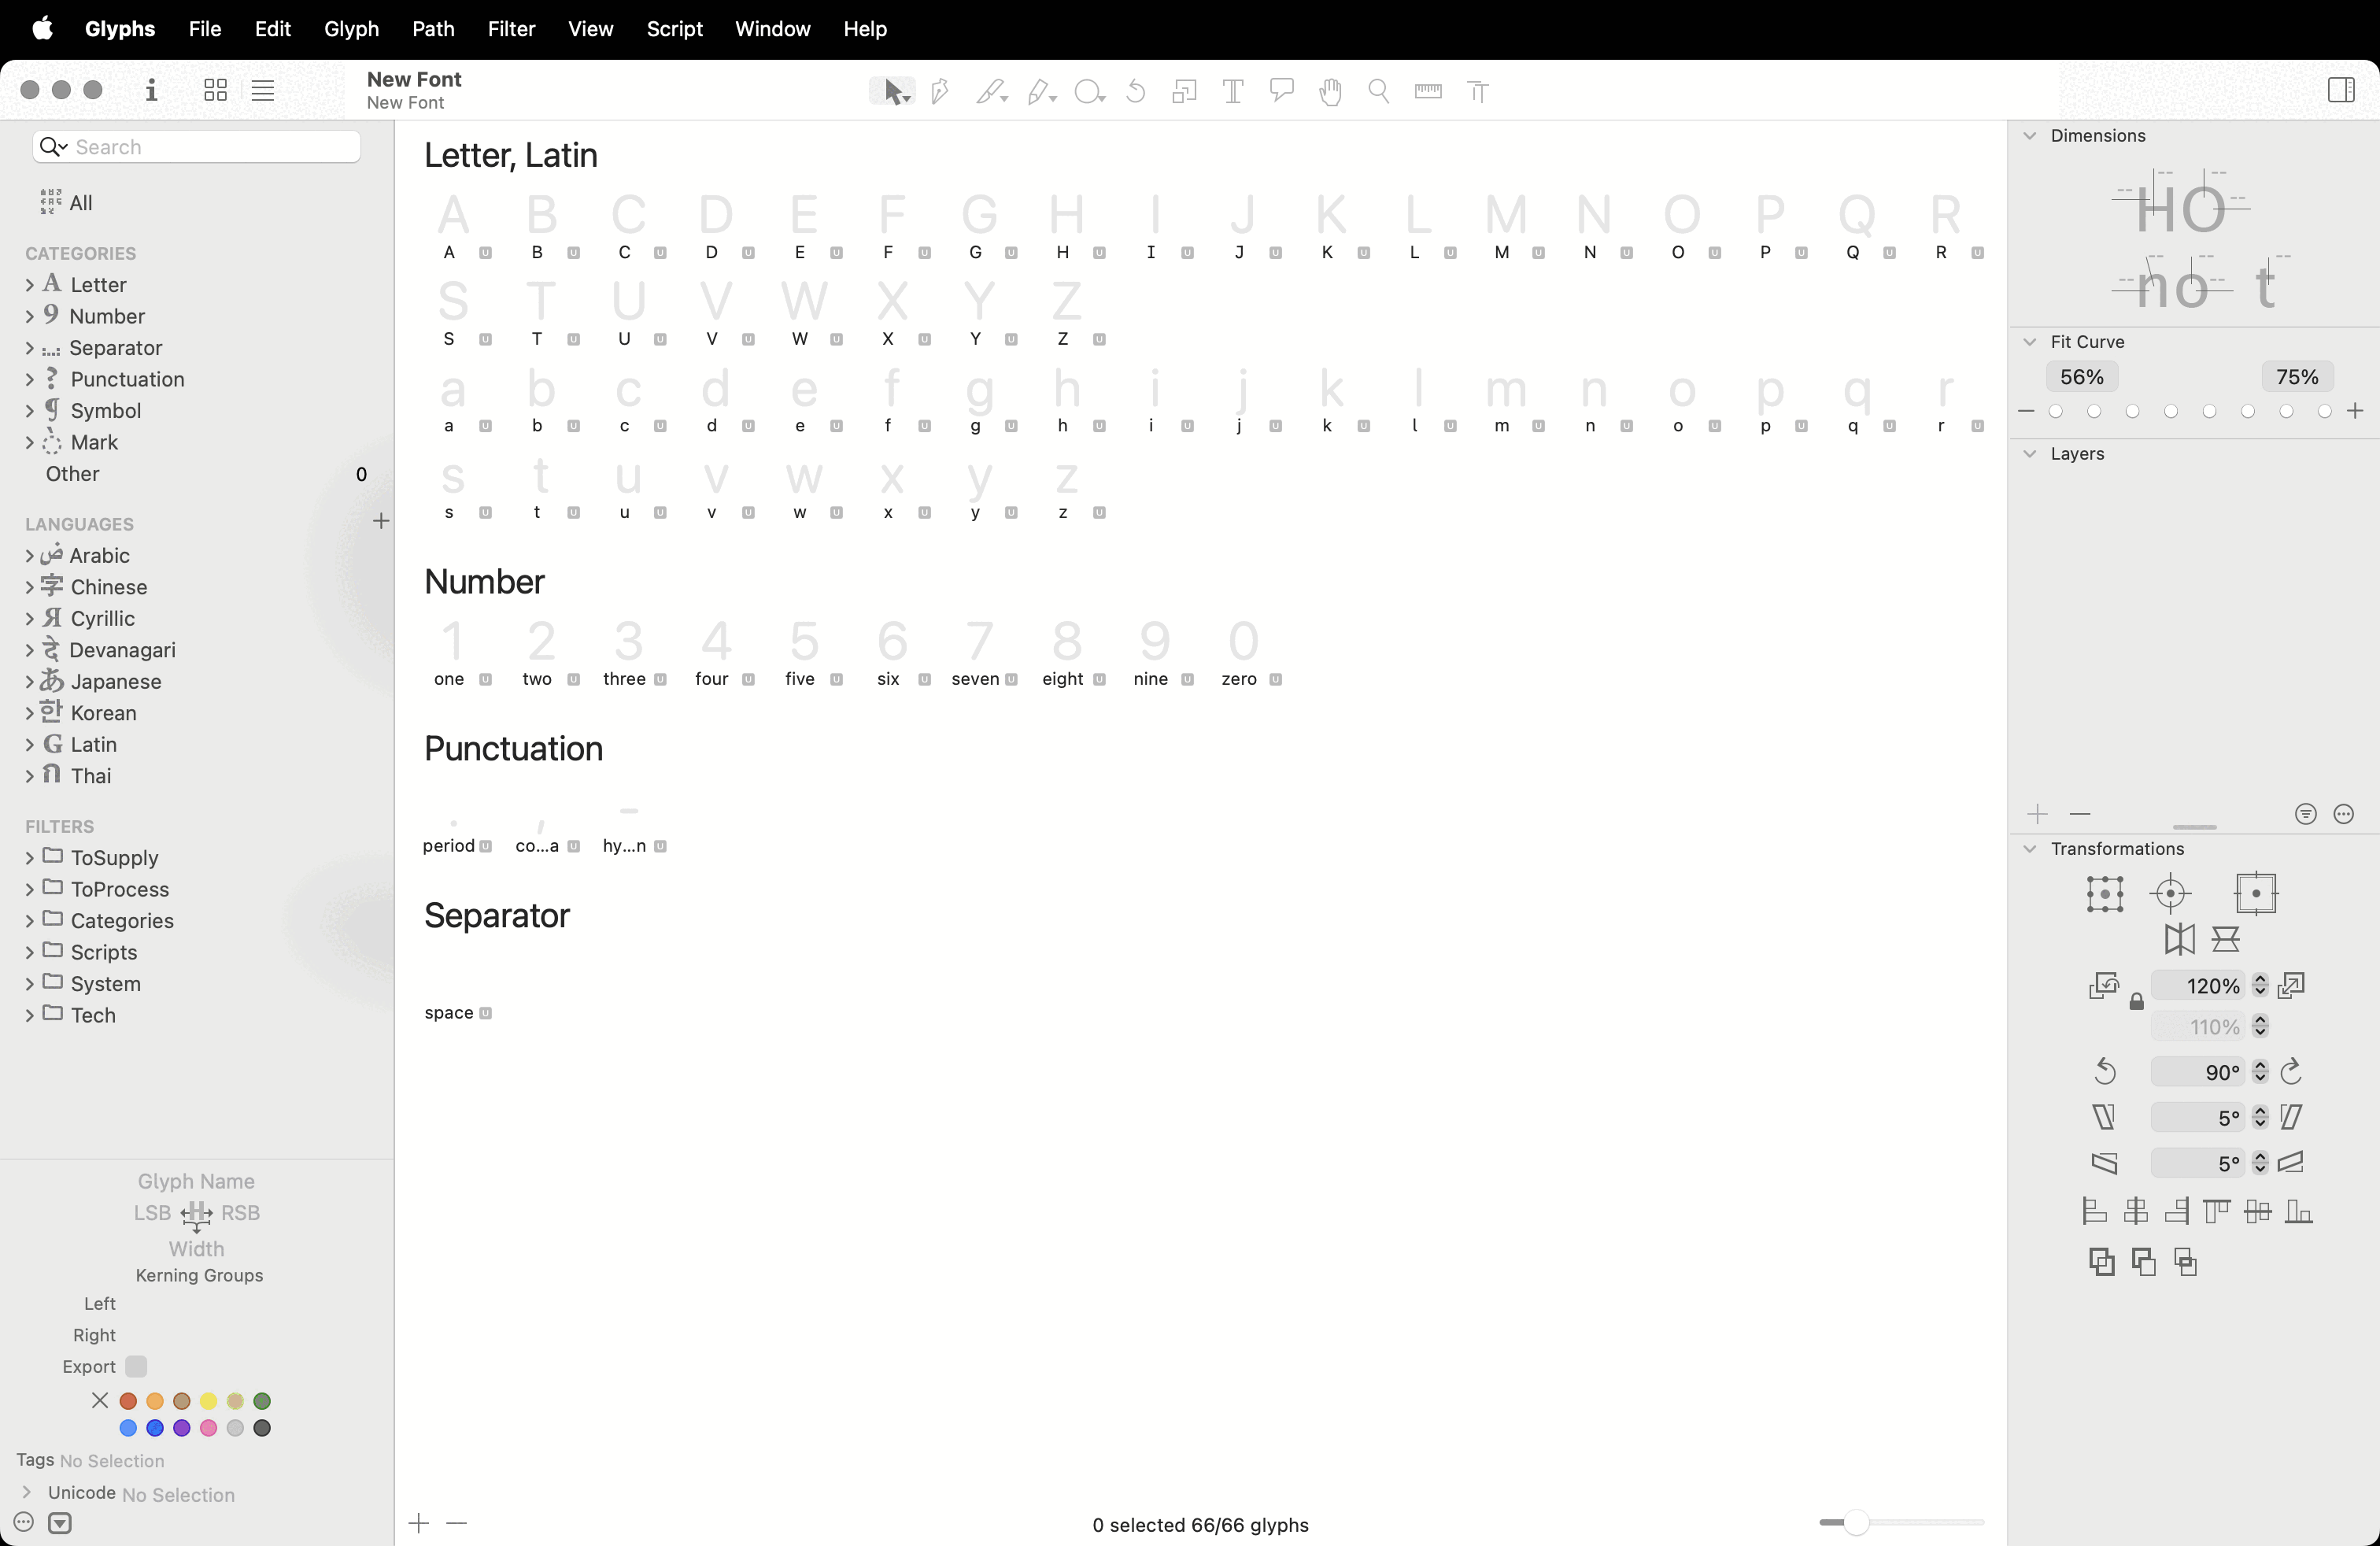 Glyphs File Edit Glyph Path Filter View Script Window Help
New Font
New Font
Search
All
CATEGORIES
Letter
Number
Separator
Punctuation
Symbol
Mark
Other 0
LANGUAGES
Arabic
字 Chinese
Я Cyrillic
Devanagari
あ Japanese
한 Korean
G Latin
Thai
FILTERS
ToSupply
ToProcess
Categories
Scripts
System
Tech
Glyph Name
LSB H RSB
Width
Kerning Groups
Left
Right
Export
Tags No Selection
Unicode No Selection
Letter, Latin
A B C D E F G H I J K L M N O P Q R
A B C D E F G H I J K L M N O P Q R
S T U V W X Y Z
S T U V W X Y Z
a b c d e f g h i j k l m n o p q r
a b c d e f g h i j k l m n o p q r
s t u v w x y z
s t u v w x y z
Number
1 2 3 4 5 6 7 8 9 0
one two three four five six seven eight nine zero
Punctuation
. , -
period co...a hy...n
Separator
space
0 selected 66/66 glyphs
Dimensions
HO
no t
Fit Curve
56% 75%
Layers
Transformations
120%
110%
90°
5°
5°